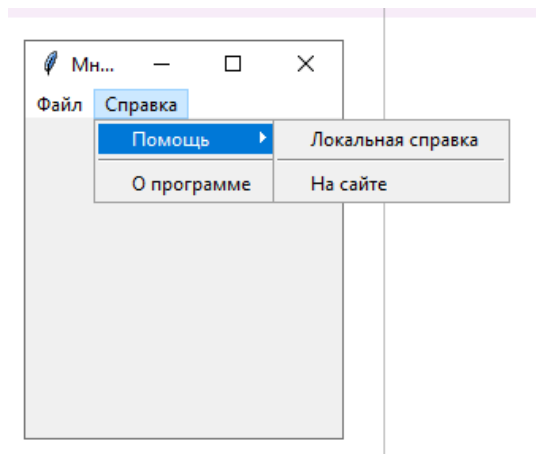 Мн...
Файл Справка
Помощь Локальная справка
О программе На сайте